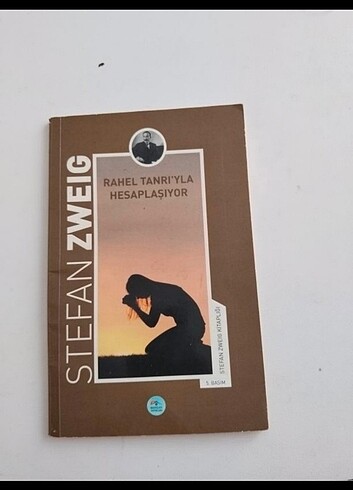 STEFAN ZWEIG
RAHEL TANRI'YLA
HESAPLAŞIYOR
STEFAN ZWEIG KİTAPLIĞI
5. BASIM